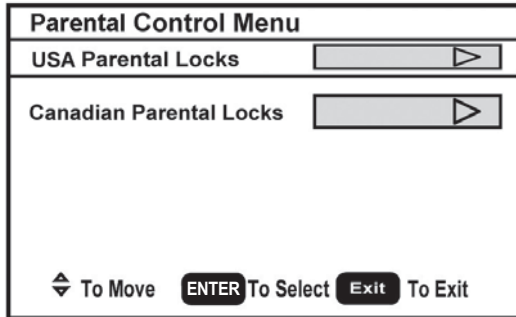 Parental Control Menu
USA Parental Locks
Canadian Parental Locks
To Move ENTER To Select Exit To Exit